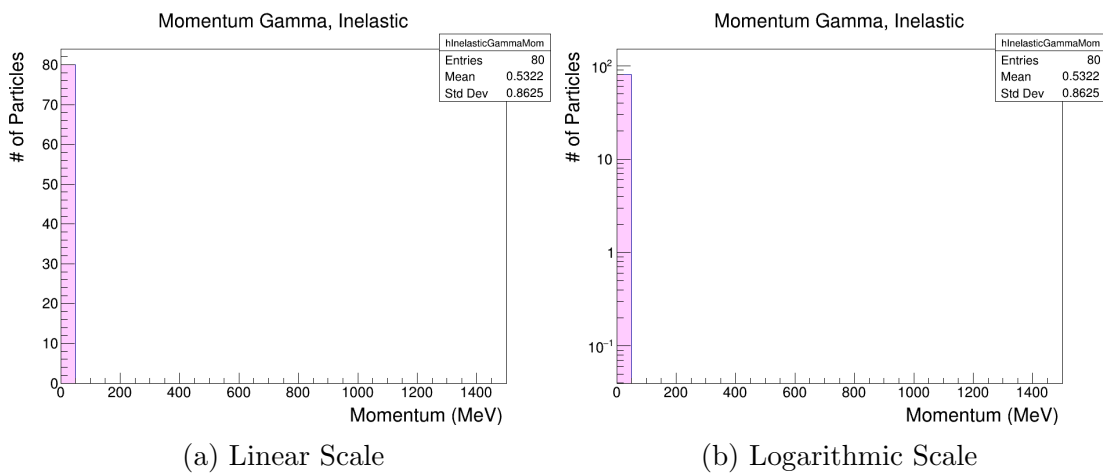 Momentum Gamma, Inelastic
hInelasticGammaMom
Entries 80
Mean 0.5322
Std Dev 0.8625
# of Particles
80
70
60
50
40
30
20
10
0
0 200 400 600 800 1000 1200 1400
Momentum (MeV)
(a) Linear Scale
Momentum Gamma, Inelastic
hInelasticGammaMom
Entries 80
Mean 0.5322
Std Dev 0.8625
# of Particles
10²
10
1
10⁻¹
0 200 400 600 800 1000 1200 1400
Momentum (MeV)
(b) Logarithmic Scale